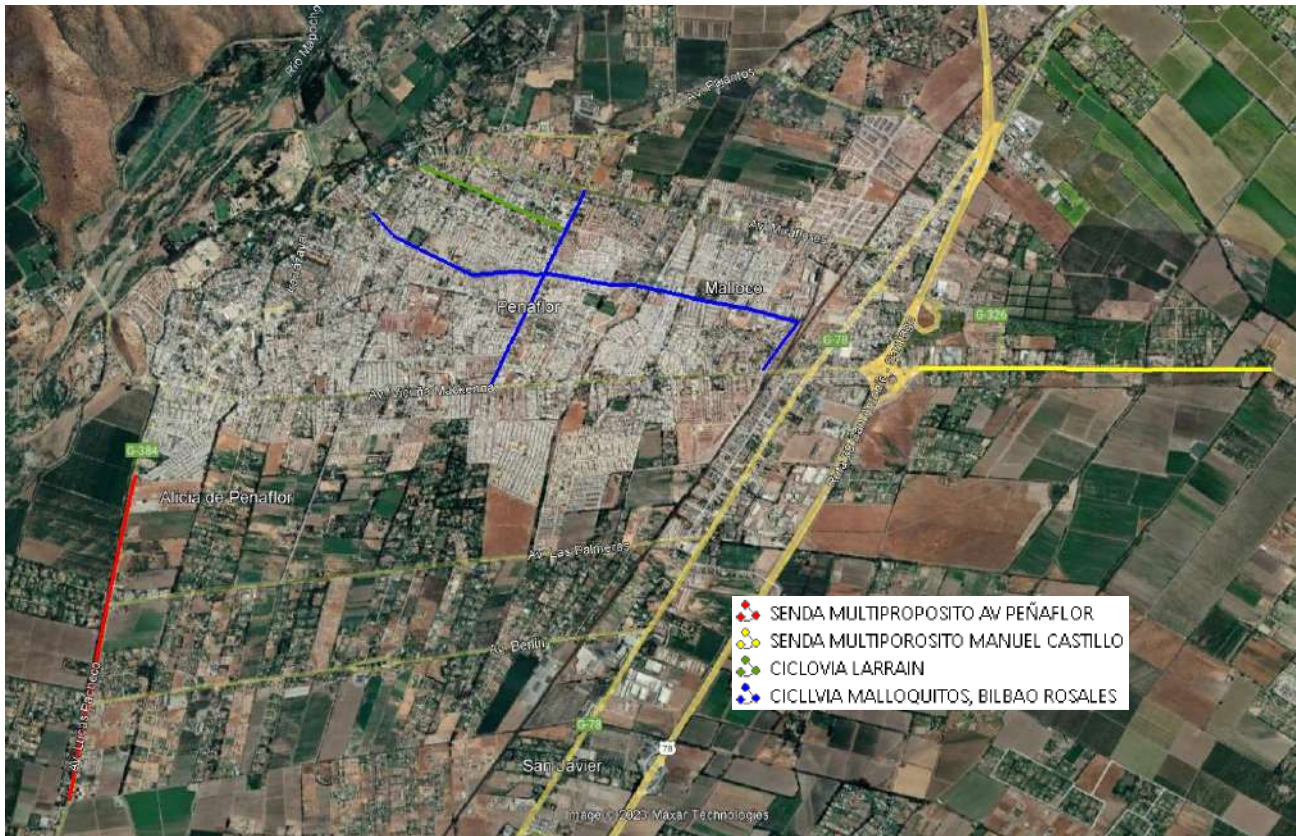 Río Mapocho
Av. Pajaritos
Av. Miraflores
Malloco
Peñaflor
G-326
G-78
Av. Vicuña Mackenna
G-384
Alicia de Peñaflor
Av. Las Palmeras
Av. Berlín
Av. Lucas Pacheco
G-78
78
San Javier
SENDA MULTIPROPOSITO AV PEÑAFLOR
SENDA MULTIPOROSITO MANUEL CASTILLO
CICLOVIA LARRAIN
CICLLVIA MALLOQUITOS, BILBAO ROSALES
Image © 2023 Maxar Technologies